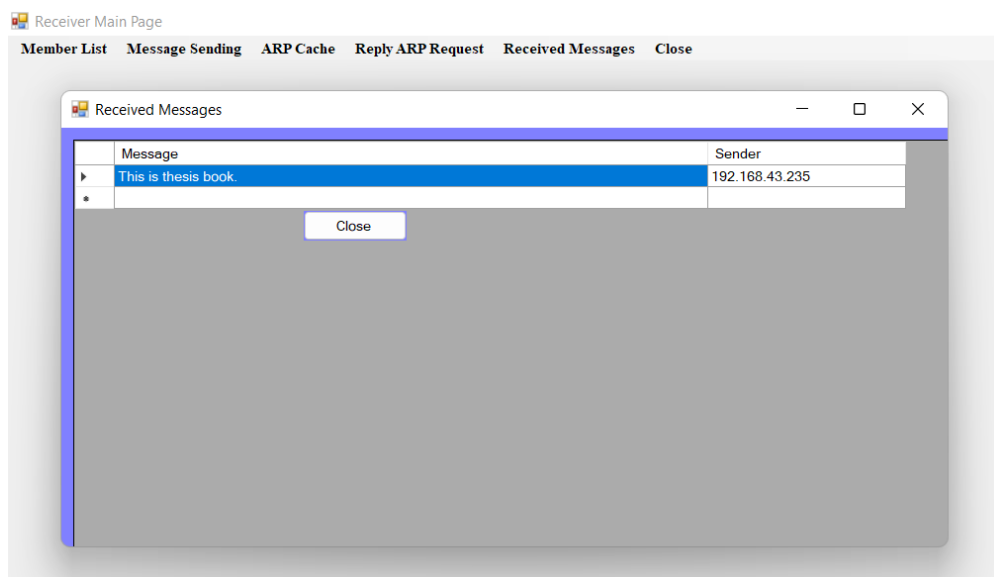 Receiver Main Page
Member List Message Sending ARP Cache Reply ARP Request Received Messages Close
Received Messages
Message Sender
This is thesis book. 192.168.43.235
Close